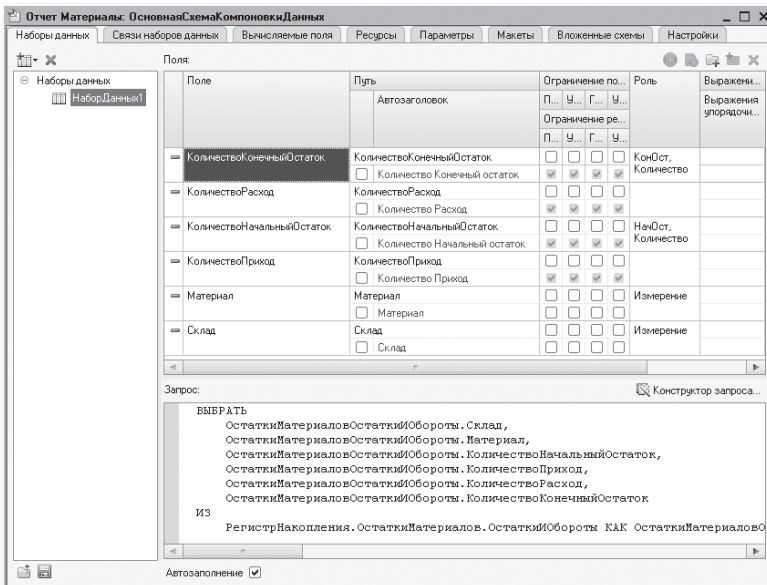 Отчет Материалы: ОсновнаяСхемаКомпоновкиДанных
Наборы данных Связи наборов данных Вычисляемые поля Ресурсы Параметры Макеты Вложенные схемы Настройки
Поля:
Наборы данных
НаборДанных1
Поле Путь Ограничение по... Роль Выражени...
Автозаголовок П... У... Г... У... Выражения упорядочи...
Ограничение ре...
П... У... Г... У...
КоличествоКонечныйОстаток КоличествоКонечныйОстаток КонОст,
Количество Конечный остаток Количество
КоличествоРасход КоличествоРасход
Количество Расход
КоличествоНачальныйОстаток КоличествоНачальныйОстаток НачОст,
Количество Начальный остаток Количество
КоличествоПриход КоличествоПриход
Количество Приход
Материал Материал Измерение
Материал
Склад Склад Измерение
Склад
Запрос: Конструктор запроса...
ВЫБРАТЬ
ОстаткиМатериаловОстаткиИОбороты.Склад,
ОстаткиМатериаловОстаткиИОбороты.Материал,
ОстаткиМатериаловОстаткиИОбороты.КоличествоНачальныйОстаток,
ОстаткиМатериаловОстаткиИОбороты.КоличествоПриход,
ОстаткиМатериаловОстаткиИОбороты.КоличествоРасход,
ОстаткиМатериаловОстаткиИОбороты.КоличествоКонечныйОстаток
ИЗ
РегистрНакопления.ОстаткиМатериалов.ОстаткиИОбороты КАК ОстаткиМатериаловО
Автозаполнение